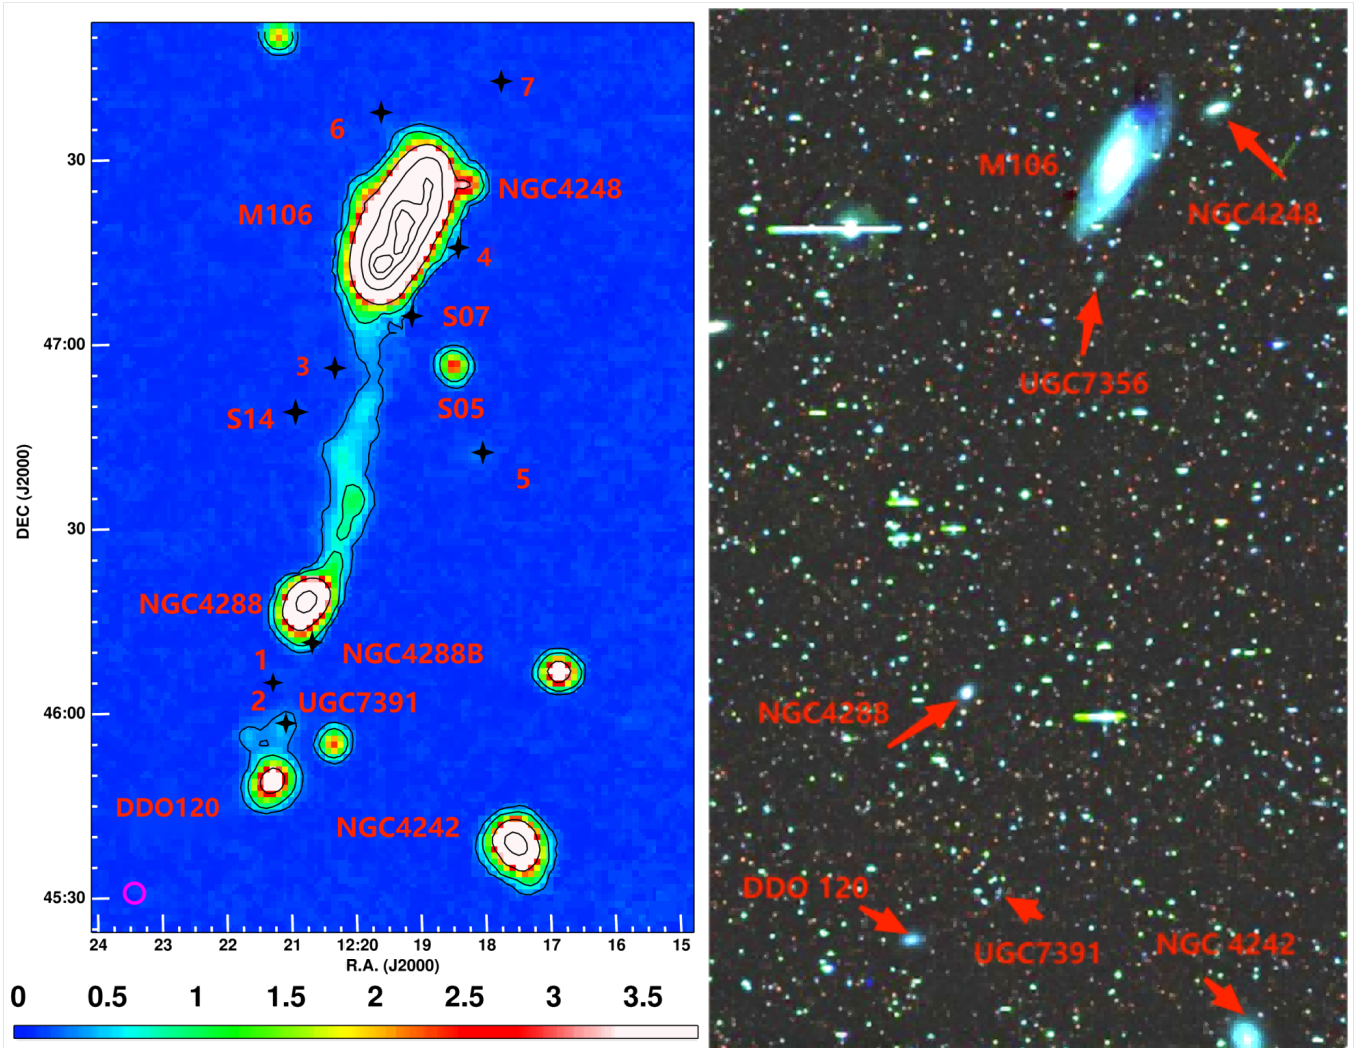 7
6
30
NGC4248
M106
4
S07
47:00
3
S05
S14
5
DEC (J2000)
30
NGC4288
NGC4288B
1
2
UGC7391
46:00
DDO120
NGC4242
45:30
24 23 22 21 12:20 19 18 17 16 15
R.A. (J2000)
0 0.5 1 1.5 2 2.5 3 3.5
M106
NGC4248
UGC7356
NGC4288
DDO 120
UGC7391
NGC 4242